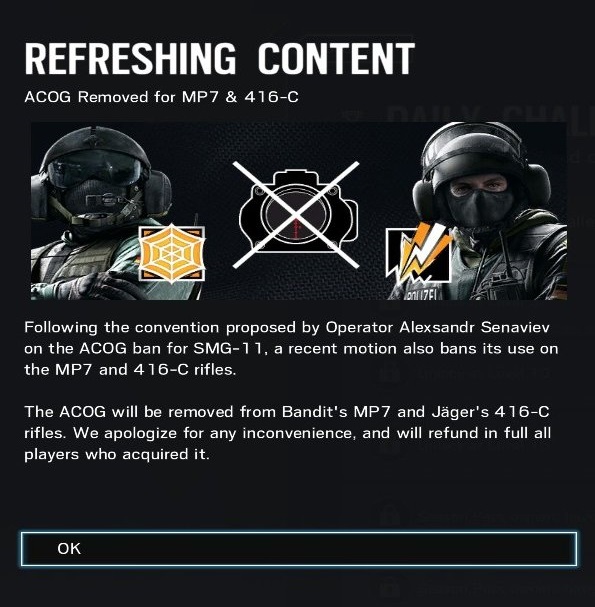 REFRESHING CONTENT
ACOG Removed for MP7 & 416-C
POLIZEI
Following the convention proposed by Operator Alexsandr Senaviev
on the ACOG ban for SMG-11, a recent motion also bans its use on
the MP7 and 416-C rifles.
The ACOG will be removed from Bandit's MP7 and Jäger's 416-C
rifles. We apologize for any inconvenience, and will refund in full all
players who acquired it.
OK